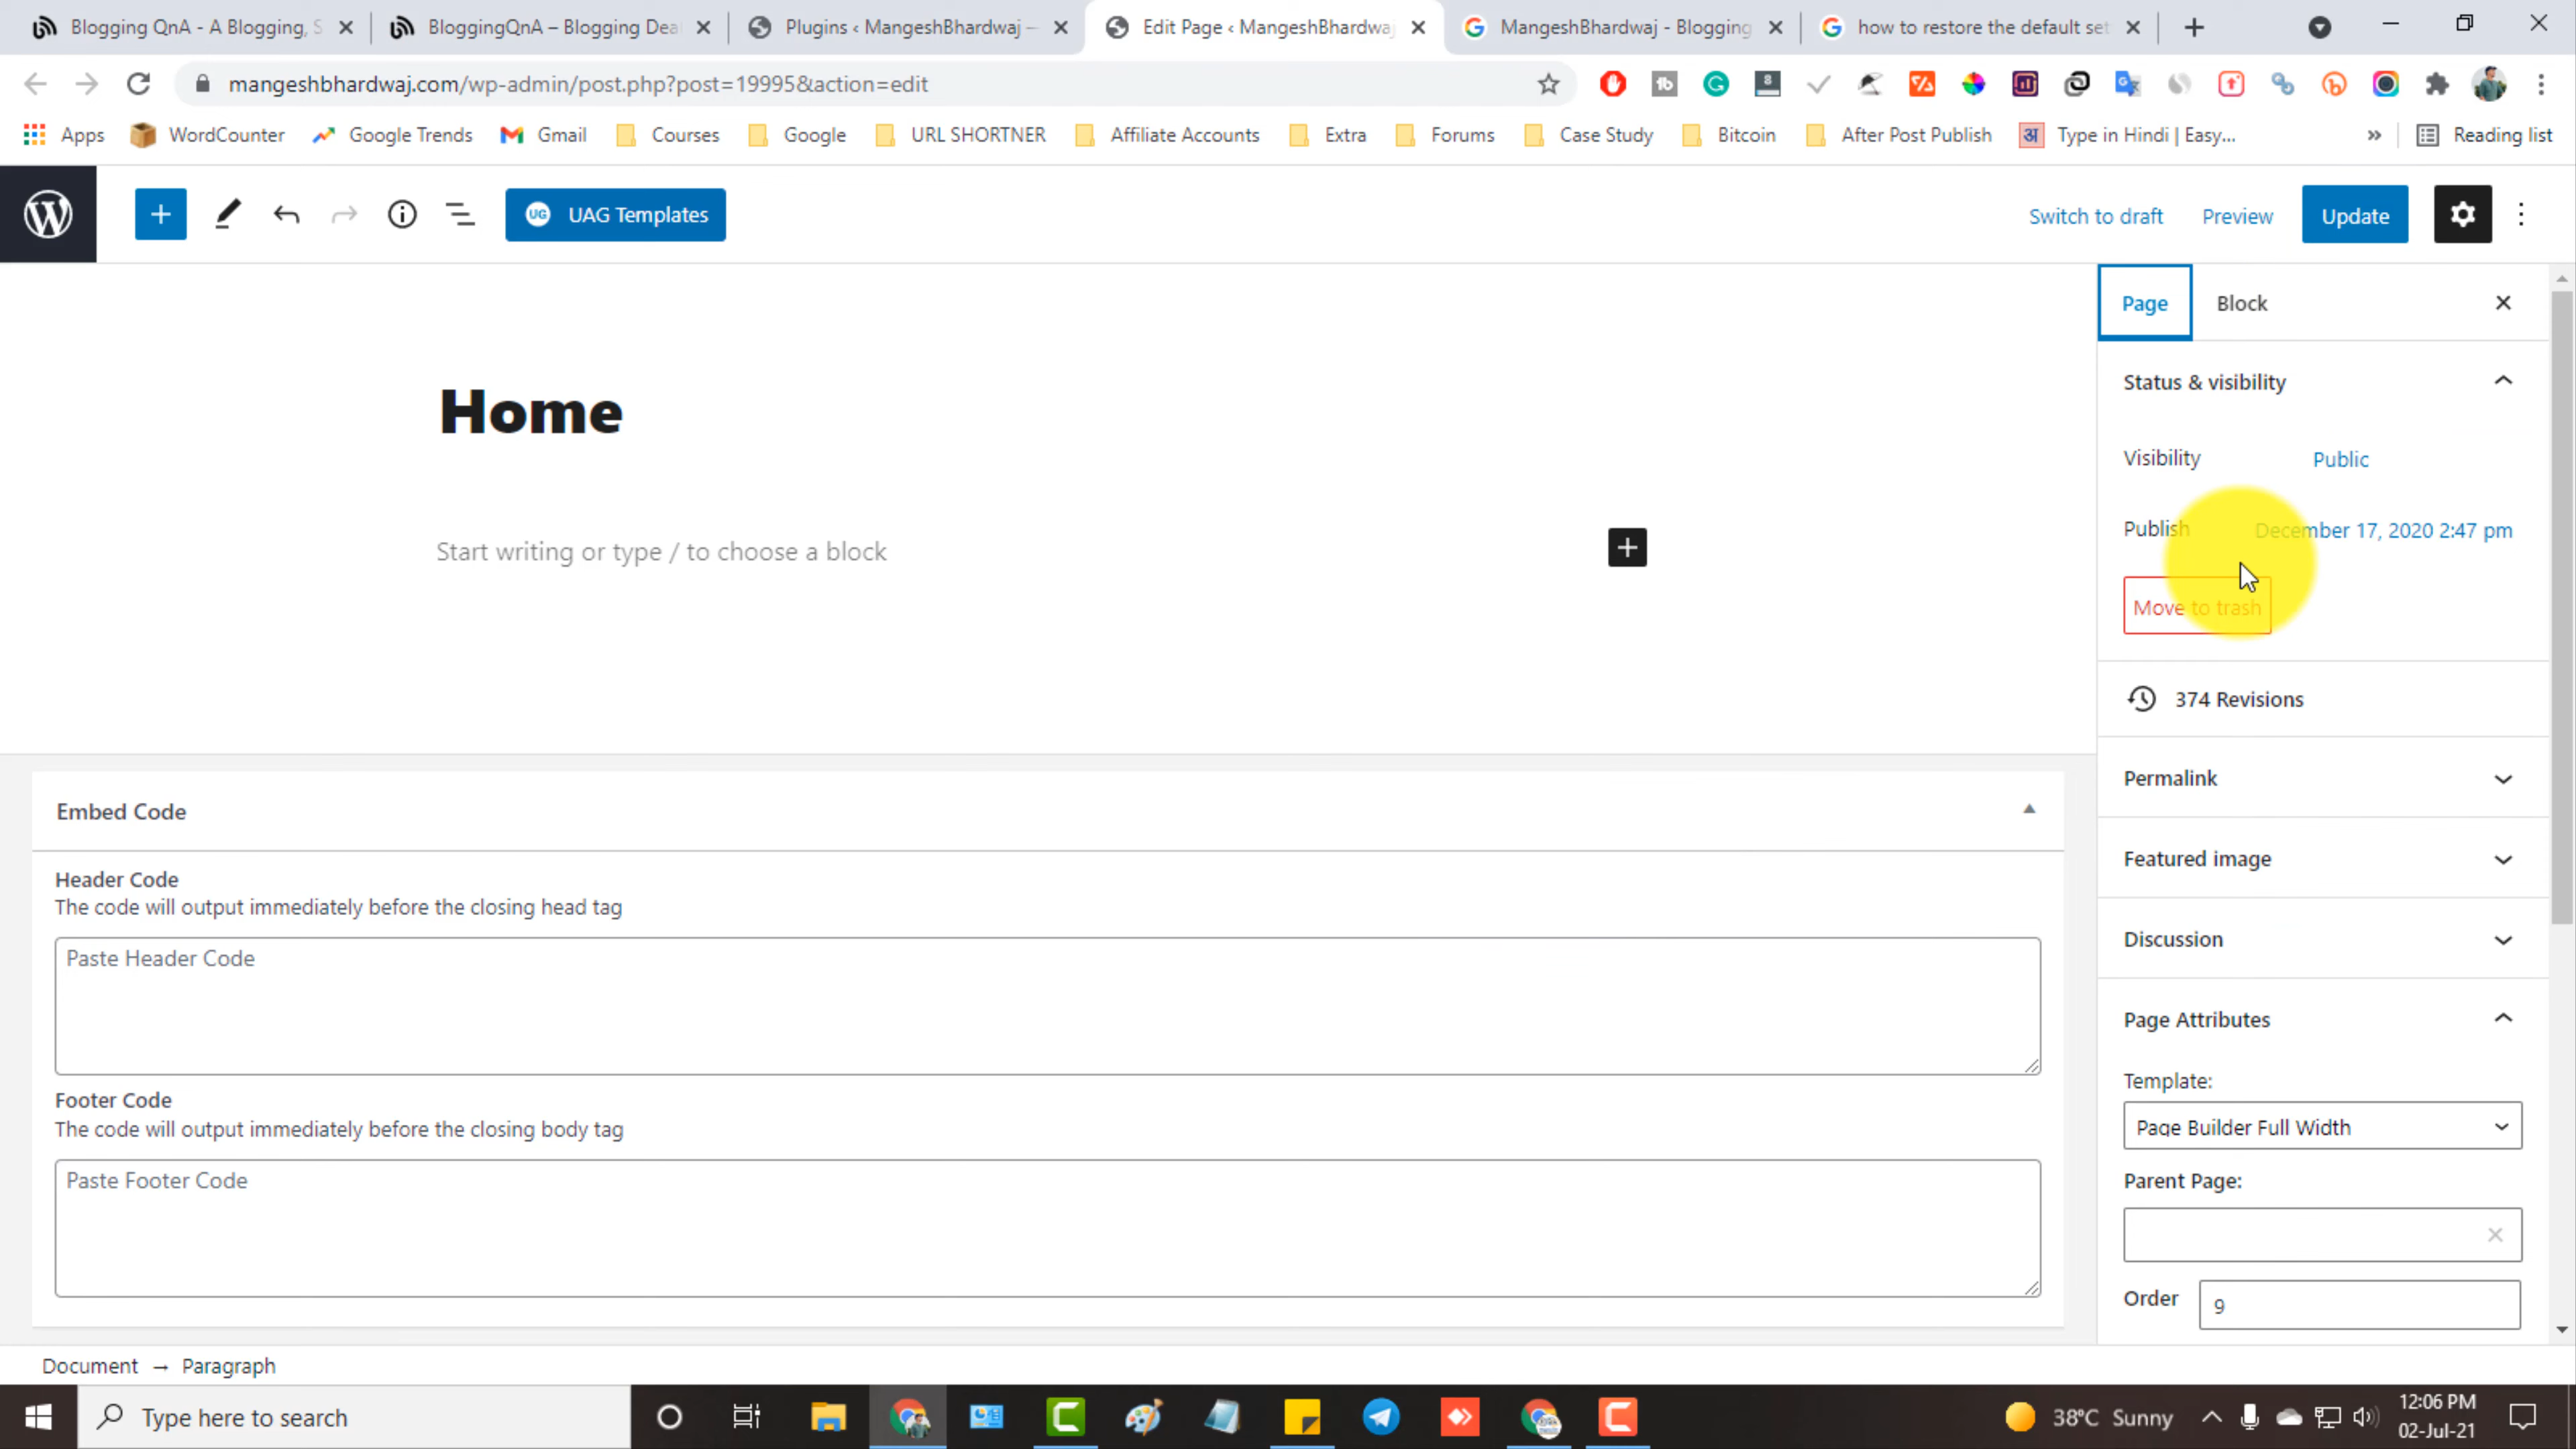 Blogging QnA - A Blogging, S
BloggingQnA – Blogging Dea
Plugins ‹ MangeshBhardwaj —
Edit Page ‹ MangeshBhardwaj
MangeshBhardwaj - Blogging
how to restore the default set
mangeshbhardwaj.com/wp-admin/post.php?post=19995&action=edit
Apps WordCounter Google Trends Gmail Courses Google URL SHORTNER Affiliate Accounts Extra Forums Case Study Bitcoin After Post Publish Type in Hindi | Easy... » Reading list
UG UAG Templates
Switch to draft Preview Update
Page Block
Home
Start writing or type / to choose a block
Status & visibility
Visibility Public
Publish December 17, 2020 2:47 pm
Move to trash
374 Revisions
Permalink
Featured image
Discussion
Page Attributes
Template:
Page Builder Full Width
Parent Page:
Order 9
Embed Code
Header Code
The code will output immediately before the closing head tag
Paste Header Code
Footer Code
The code will output immediately before the closing body tag
Paste Footer Code
Document → Paragraph
Type here to search
38°C Sunny
12:06 PM
02-Jul-21